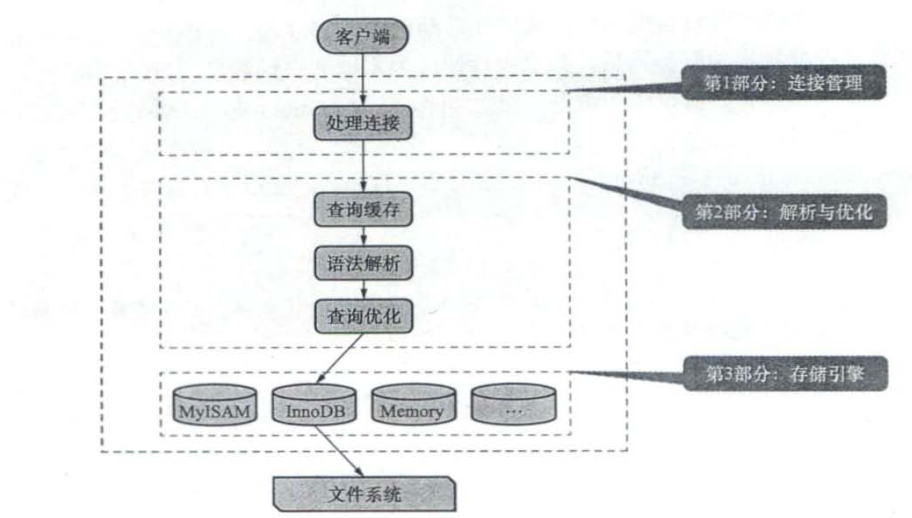 客户端
第1部分：连接管理
处理连接
查询缓存
第2部分：解析与优化
语法解析
查询优化
第3部分：存储引擎
MyISAM
InnoDB
Memory
…
文件系统